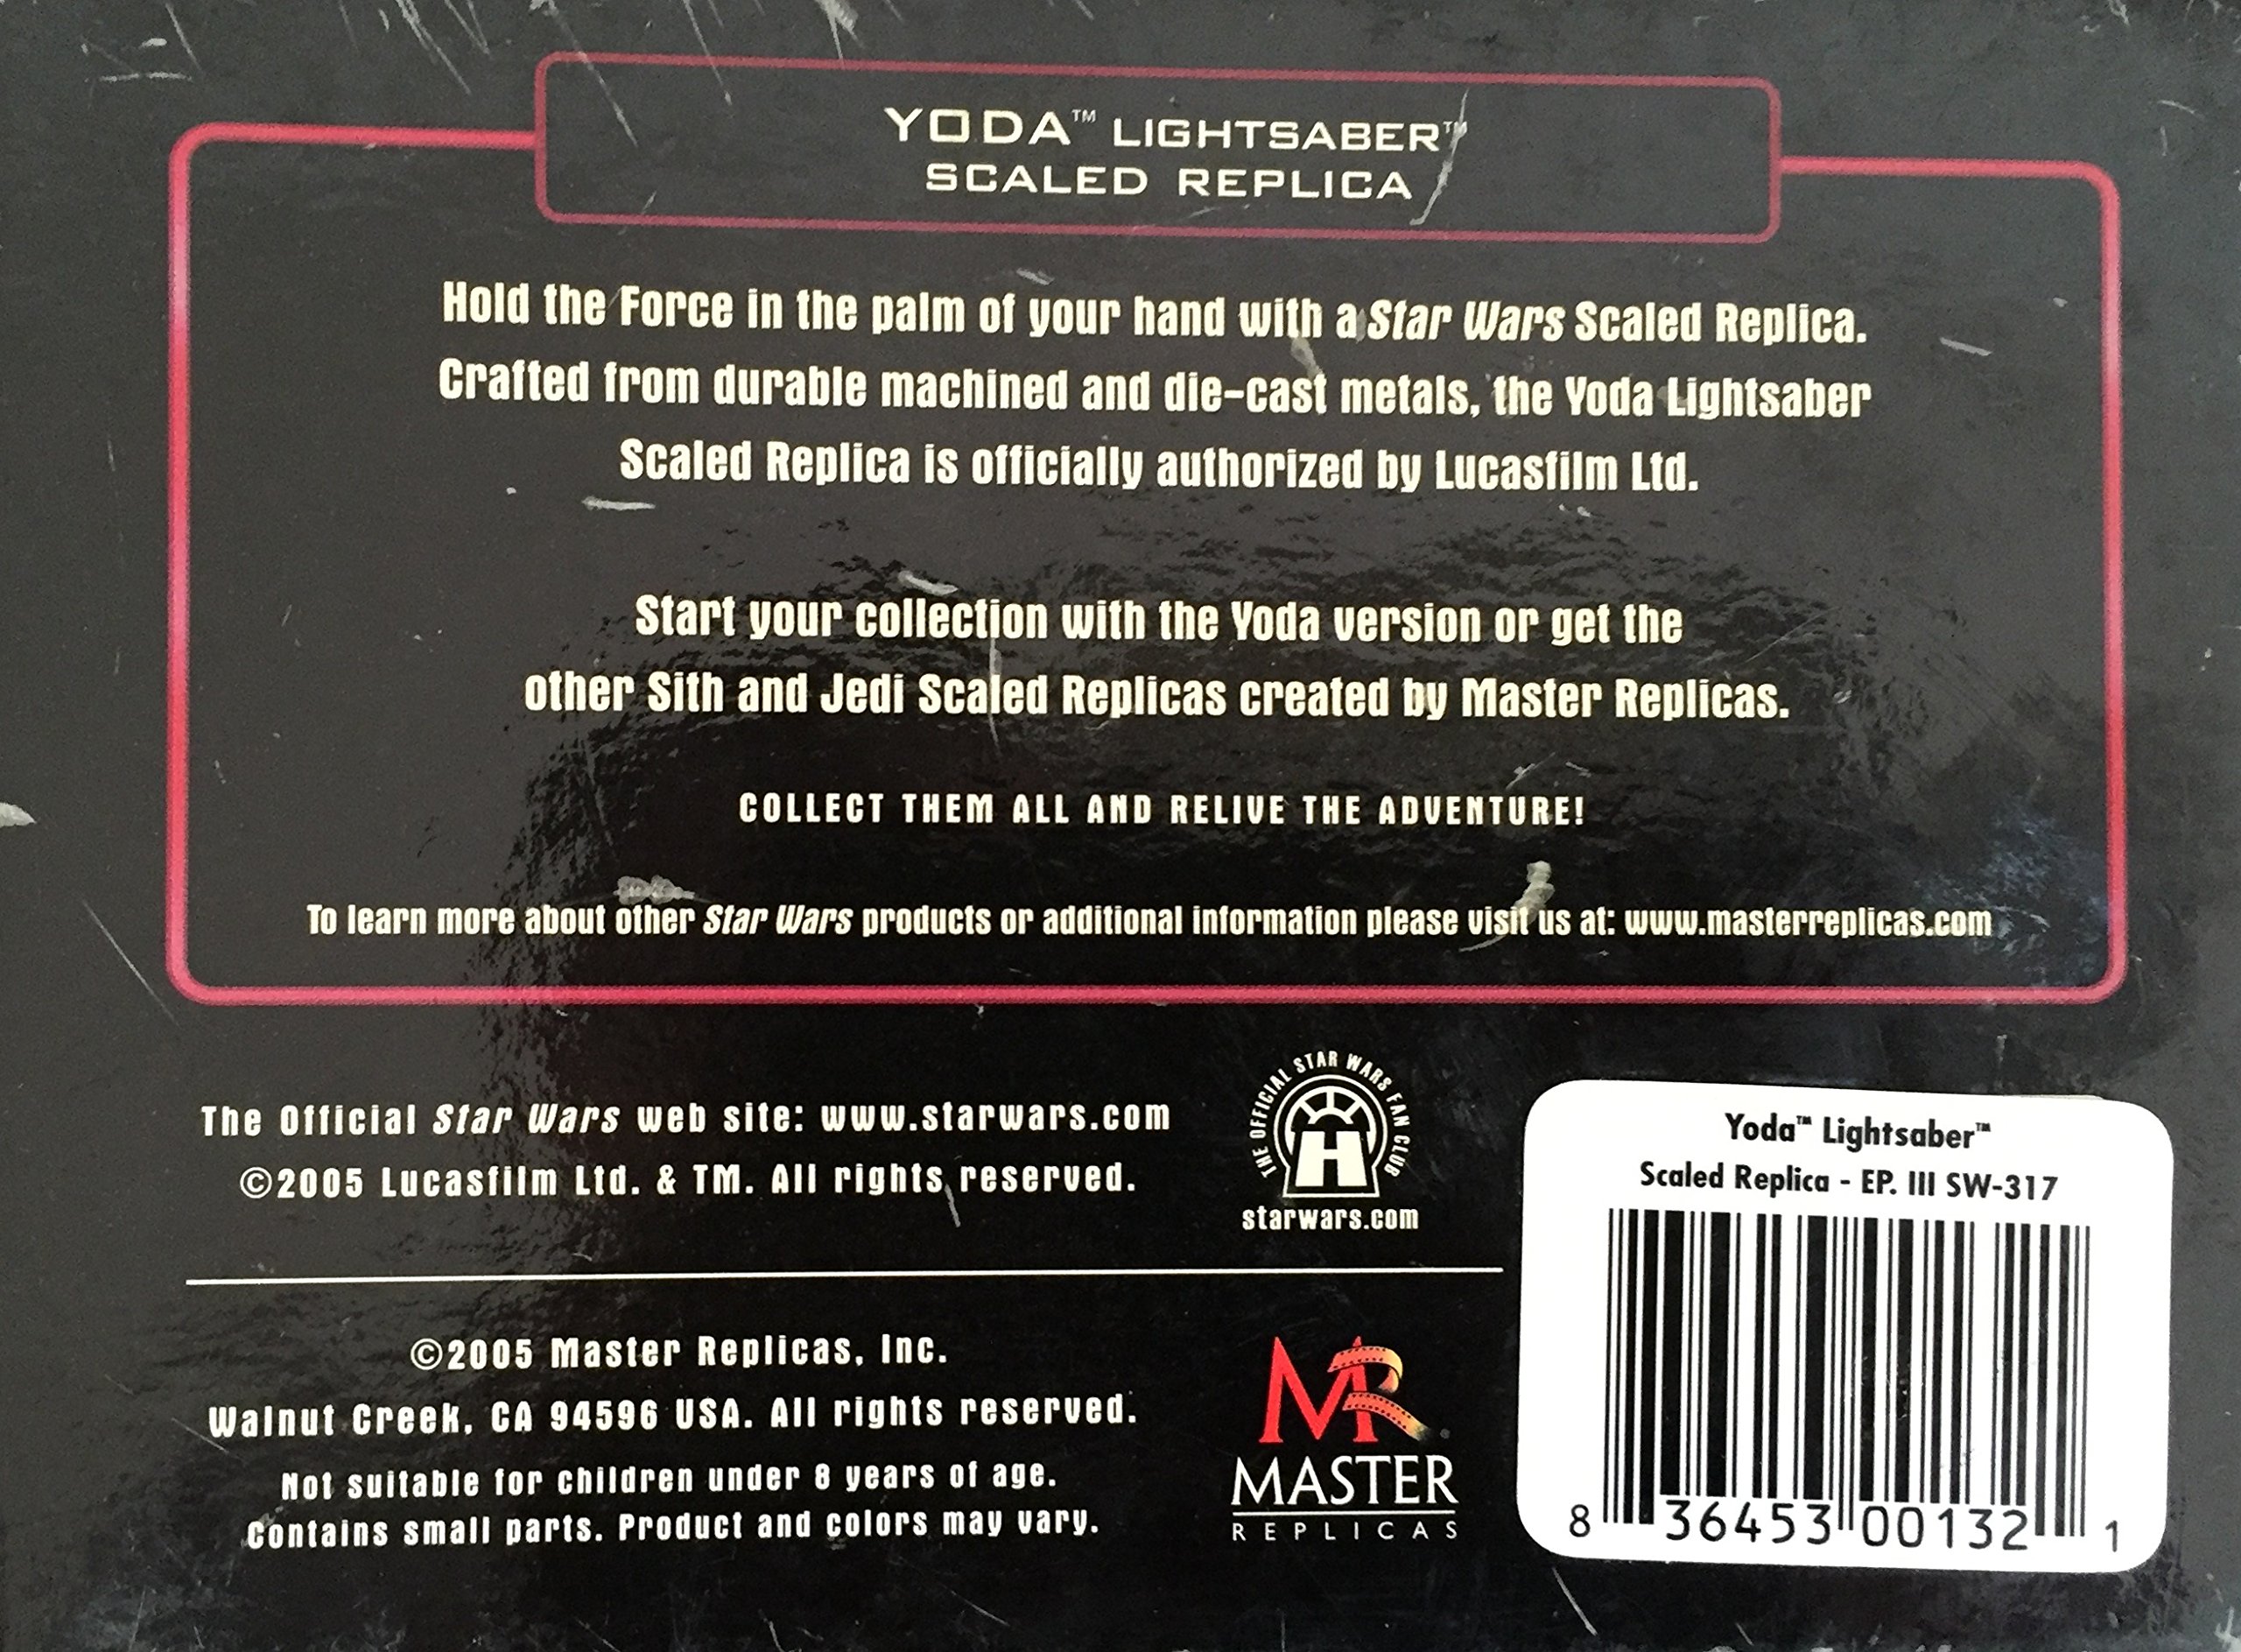 YODA™ LIGHTSABER™
SCALED REPLICA
Hold the Force in the palm of your hand with a Star Wars Scaled Replica.
Crafted from durable machined and die-cast metals, the Yoda Lightsaber
Scaled Replica is officially authorized by Lucasfilm Ltd.
Start your collection with the Yoda version or get the
other Sith and Jedi Scaled Replicas created by Master Replicas.
COLLECT THEM ALL AND RELIVE THE ADVENTURE!
To learn more about other Star Wars products or additional information please visit us at: www.masterreplicas.com
The Official Star Wars web site: www.starwars.com
©2005 Lucasfilm Ltd. & TM. All rights reserved.
THE OFFICIAL STAR WARS FAN CLUB
H
starwars.com
©2005 Master Replicas, Inc.
Walnut Creek, CA 94596 USA. All rights reserved.
Not suitable for children under 8 years of age.
Contains small parts. Product and colors may vary.
MR
MASTER
REPLICAS
Yoda™ Lightsaber™
Scaled Replica - EP. III SW-317
8 36453 00132 1